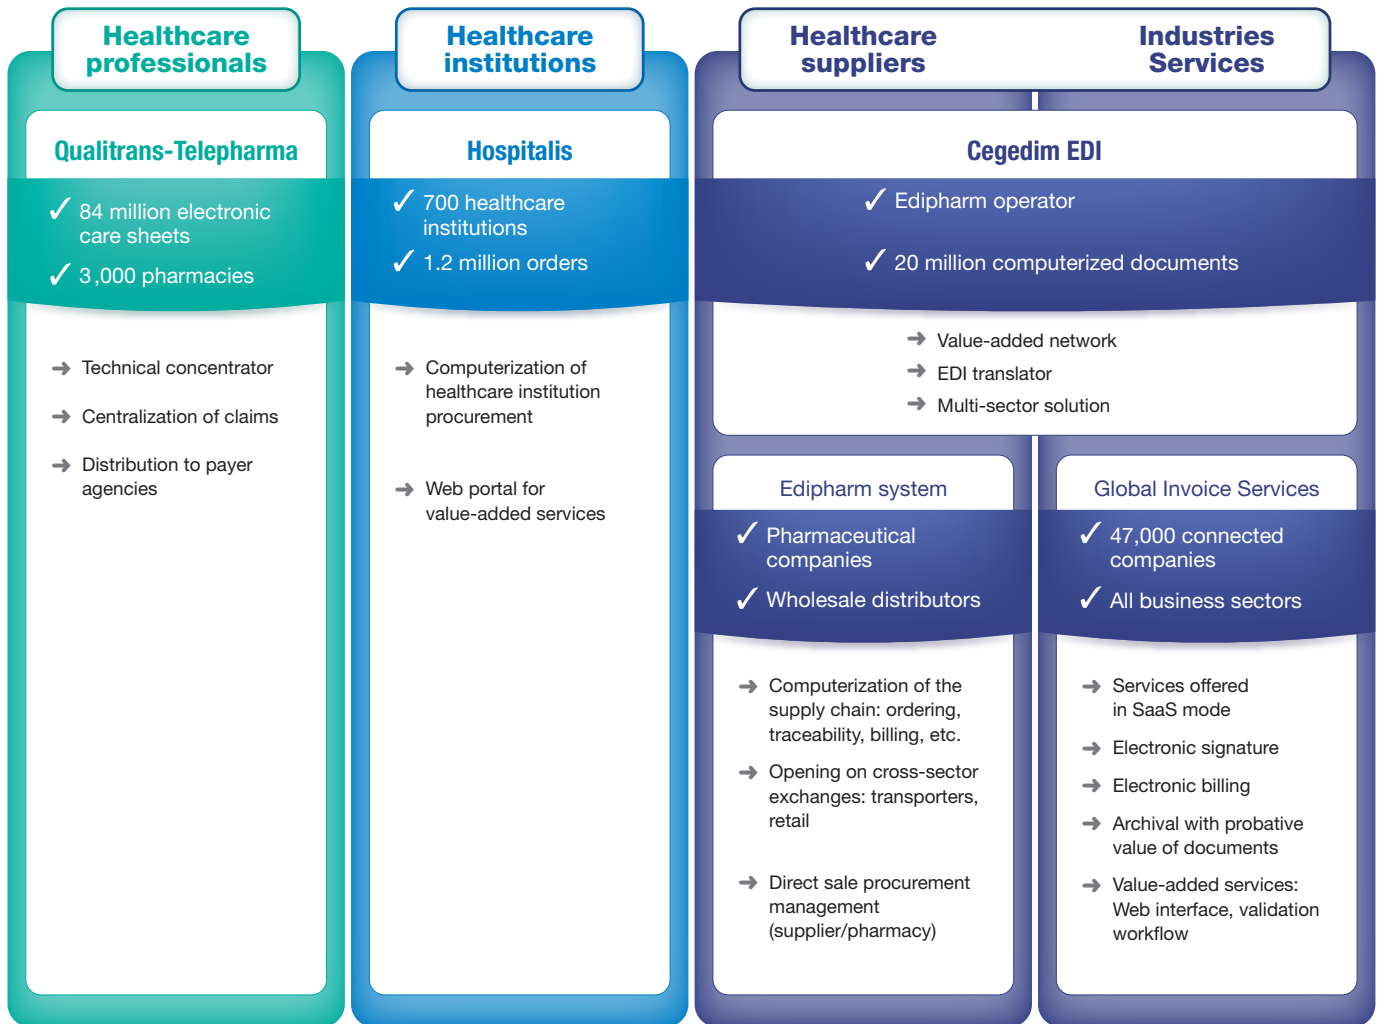 Healthcare
professionals
Qualitrans-Telepharma
✓ 84 million electronic
care sheets
✓ 3,000 pharmacies
➜ Technical concentrator
➜ Centralization of claims
➜ Distribution to payer
agencies
Healthcare
institutions
Hospitalis
✓ 700 healthcare
institutions
✓ 1.2 million orders
➜ Computerization of
healthcare institution
procurement
➜ Web portal for
value-added services
Healthcare
suppliers
Industries
Services
Cegedim EDI
✓ Edipharm operator
✓ 20 million computerized documents
➜ Value-added network
➜ EDI translator
➜ Multi-sector solution
Edipharm system
✓ Pharmaceutical
companies
✓ Wholesale distributors
➜ Computerization of the
supply chain: ordering,
traceability, billing, etc.
➜ Opening on cross-sector
exchanges: transporters,
retail
➜ Direct sale procurement
management
(supplier/pharmacy)
Global Invoice Services
✓ 47,000 connected
companies
✓ All business sectors
➜ Services offered
in SaaS mode
➜ Electronic signature
➜ Electronic billing
➜ Archival with probative
value of documents
➜ Value-added services:
Web interface, validation
workflow